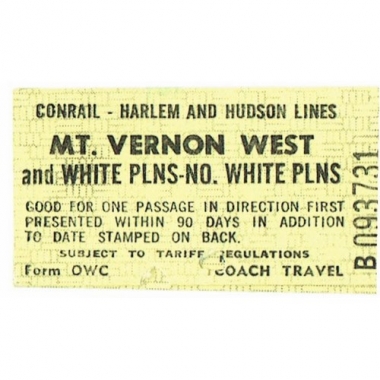 CONRAIL - HARLEM AND HUDSON LINES
MT. VERNON WEST
and WHITE PLNS-NO. WHITE PLNS
GOOD FOR ONE PASSAGE IN DIRECTION FIRST
PRESENTED WITHIN 90 DAYS IN ADDITION
TO DATE STAMPED ON BACK.
SUBJECT TO TARIFF REGULATIONS
Form OWC COACH TRAVEL
B 093731